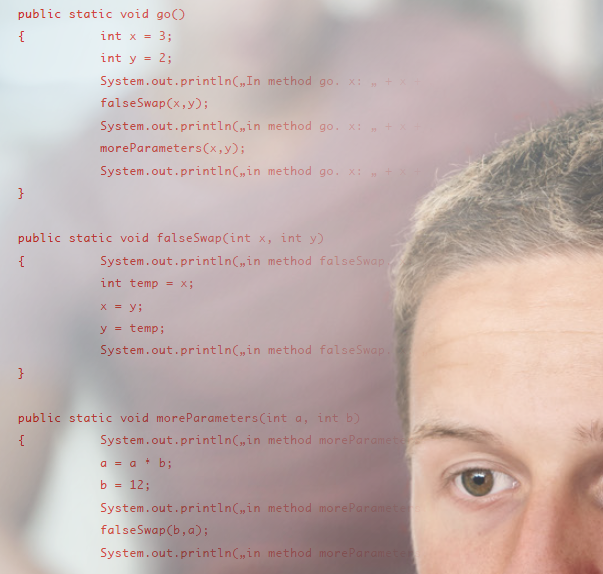 public static void go()
{ int x = 3;
int y = 2;
System.out.println(„In method go. x: „ + x
falseSwap(x,y);
System.out.println(„in method go. x: „ + x
moreParameters(x,y);
System.out.println(„in method go. x: „ + x
}
public static void falseSwap(int x, int y)
{ System.out.println(„in method falseSwap.
int temp = x;
x = y;
y = temp;
System.out.println(„in method falseSwap.
}
public static void moreParameters(int a, int b)
{ System.out.println(„in method moreParamete
a = a * b;
b = 12;
System.out.println(„in method moreParamete
falseSwap(b,a);
System.out.println(„in method moreParamete